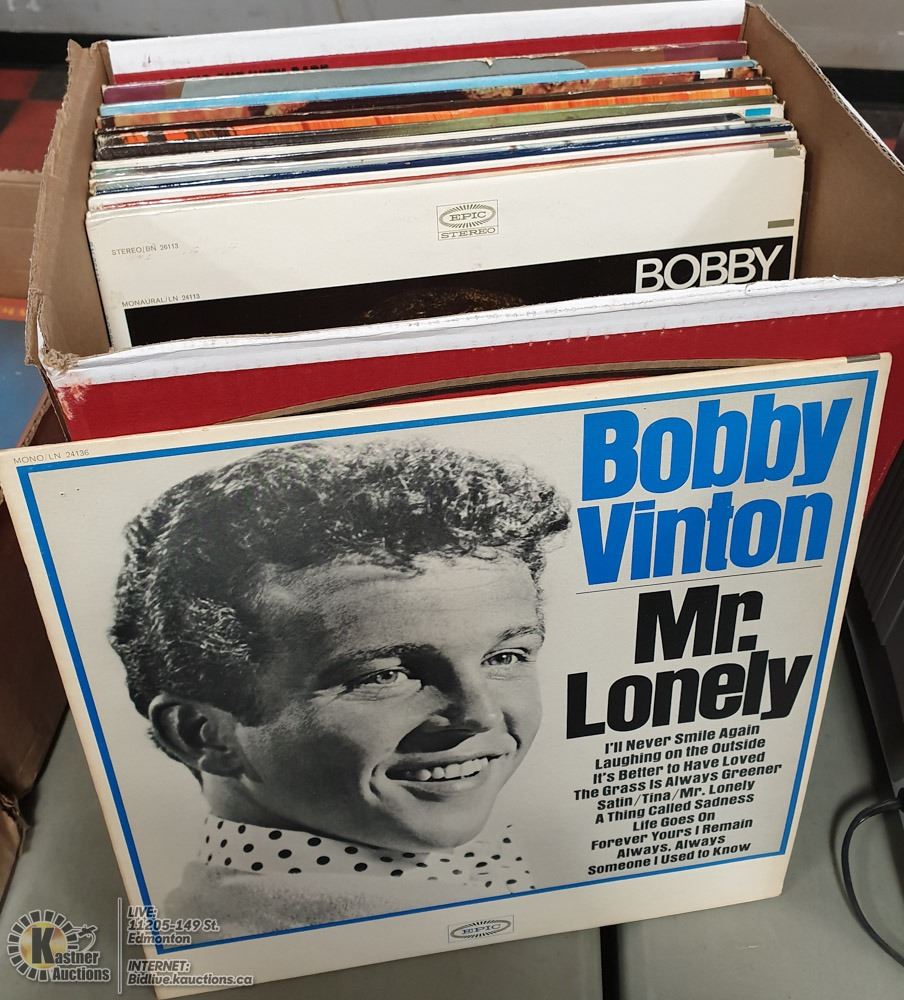 EPIC
STEREO
STEREO/BN 26113
MONAURAL/LN 24113
BOBBY
MONO/LN 24136
Bobby
Vinton
Mr.
Lonely
I'll Never Smile Again
Laughing on the Outside
It's Better to Have Loved
The Grass Is Always Greener
Satin/Tina/Mr. Lonely
A Thing Called Sadness
Life Goes On
Forever Yours I Remain
Always, Always
Someone I Used to Know
EPIC
Kastner
Auctions
LIVE:
11205-149 St.
Edmonton
INTERNET:
Bidlive.kauctions.ca